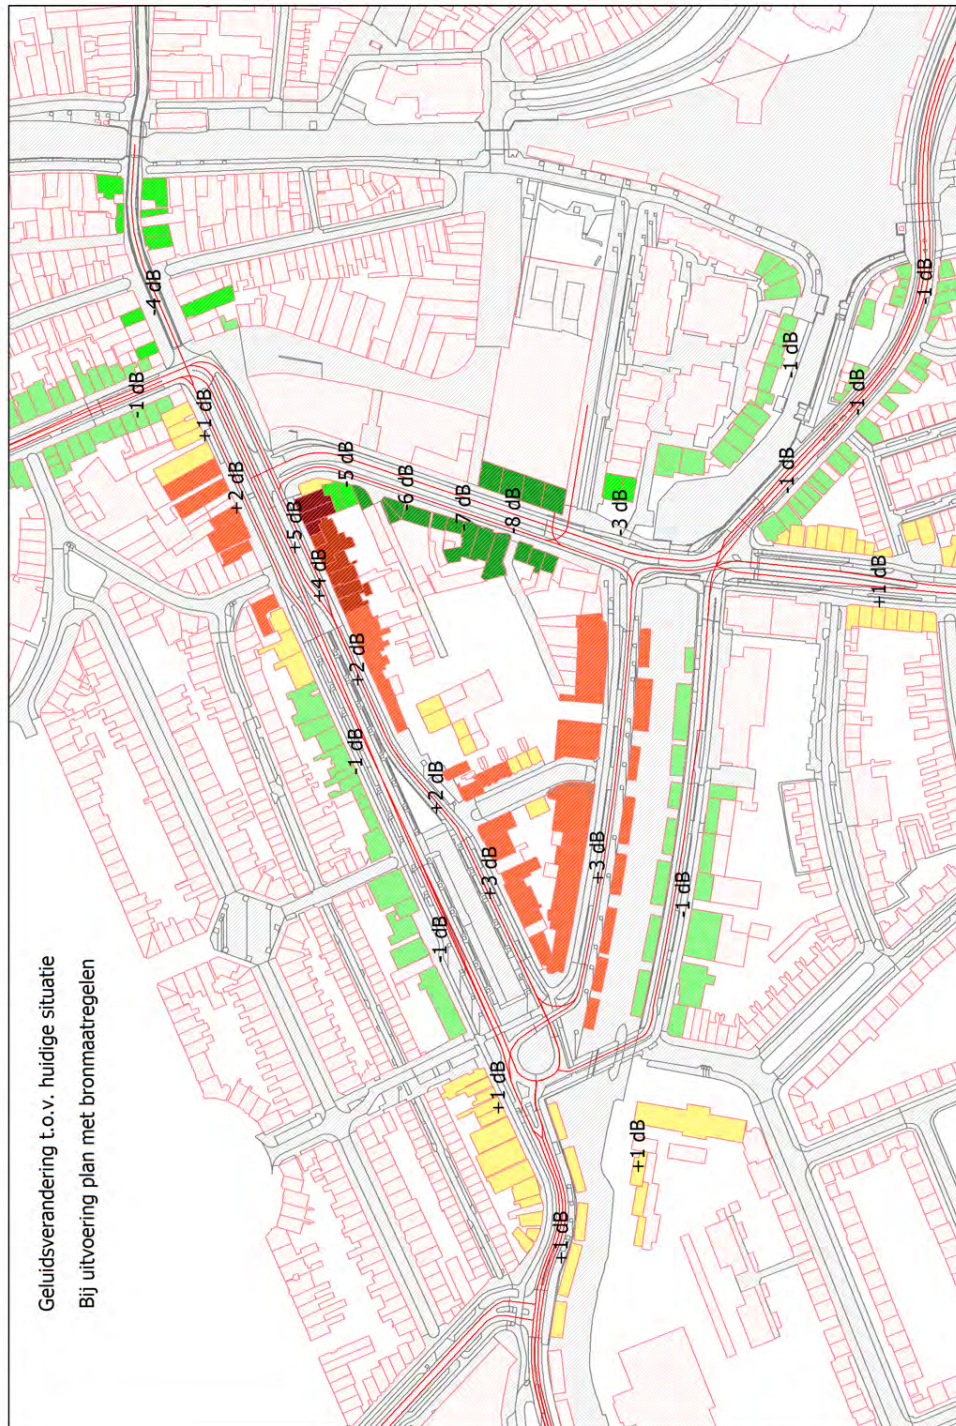 Geluidsverandering t.o.v. huidige situatie
Bij uitvoering plan met bronmaatregelen
-4 dB
-1 dB
+1 dB
+2 dB
-5 dB
+5 dB
-6 dB
+4 dB
-7 dB
-8 dB
-3 dB
-1 dB
-1 dB
-1 dB
-1 dB
+1 dB
+2 dB
-1 dB
+2 dB
+3 dB
+3 dB
-1 dB
-1 dB
+1 dB
+1 dB
+1 dB